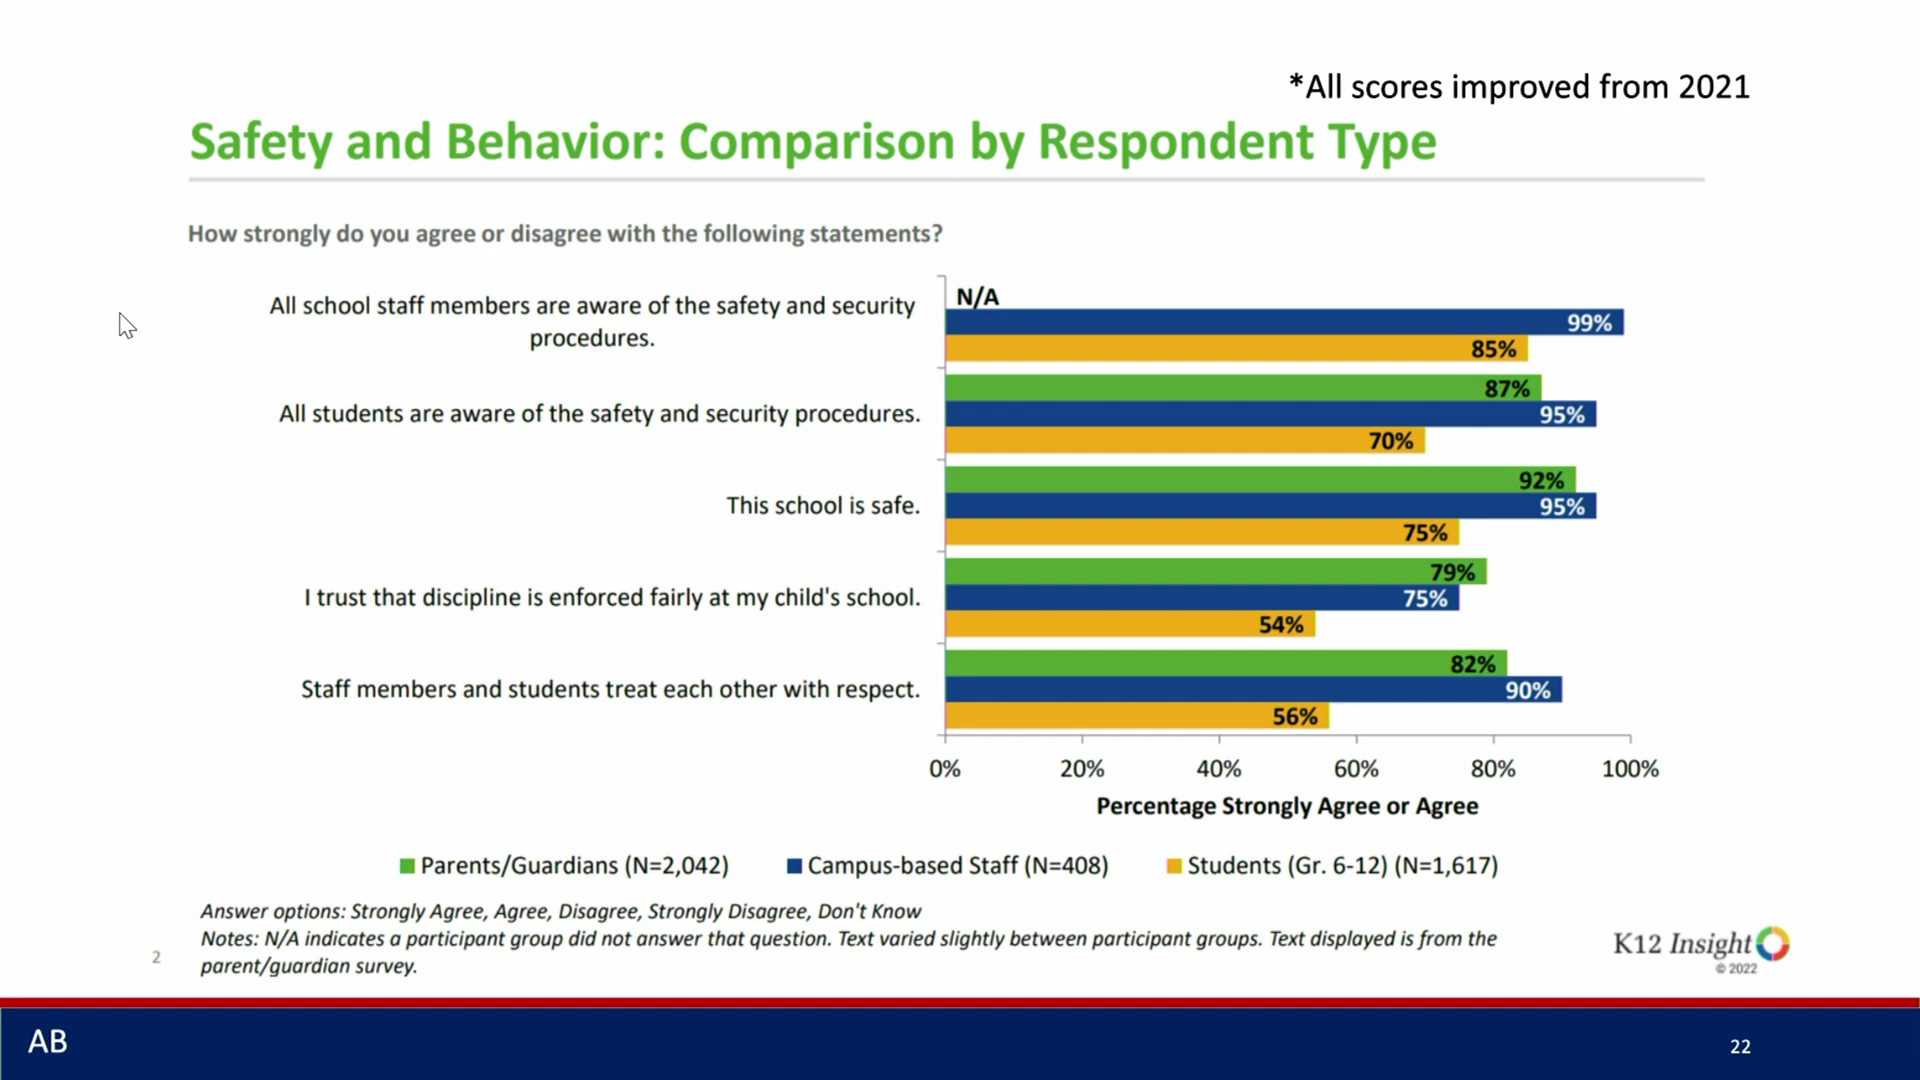 *All scores improved from 2021
Safety and Behavior: Comparison by Respondent Type
How strongly do you agree or disagree with the following statements?
All school staff members are aware of the safety and security
procedures.
N/A
99%
85%
All students are aware of the safety and security procedures.
87%
95%
70%
This school is safe.
92%
95%
75%
I trust that discipline is enforced fairly at my child's school.
79%
75%
54%
Staff members and students treat each other with respect.
82%
90%
56%
0% 20% 40% 60% 80% 100%
Percentage Strongly Agree or Agree
Parents/Guardians (N=2,042) Campus-based Staff (N=408) Students (Gr. 6-12) (N=1,617)
Answer options: Strongly Agree, Agree, Disagree, Strongly Disagree, Don't Know
Notes: N/A indicates a participant group did not answer that question. Text varied slightly between participant groups. Text displayed is from the
parent/guardian survey.
2
K12 Insight
© 2022
AB
22